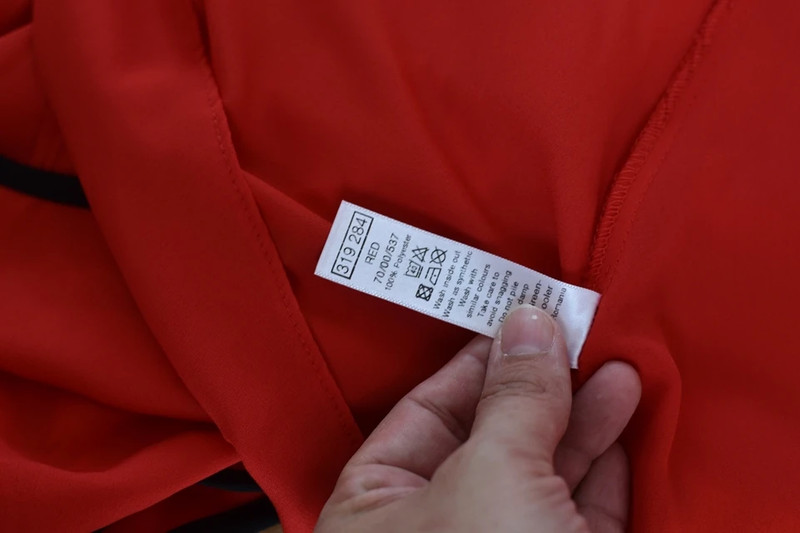 319 284
RED
70/00/537
100% Polyester
Wash inside out
Wash as synthetic
Wash with
similar colours
Take care to
avoid snagging
Do not pile
damp